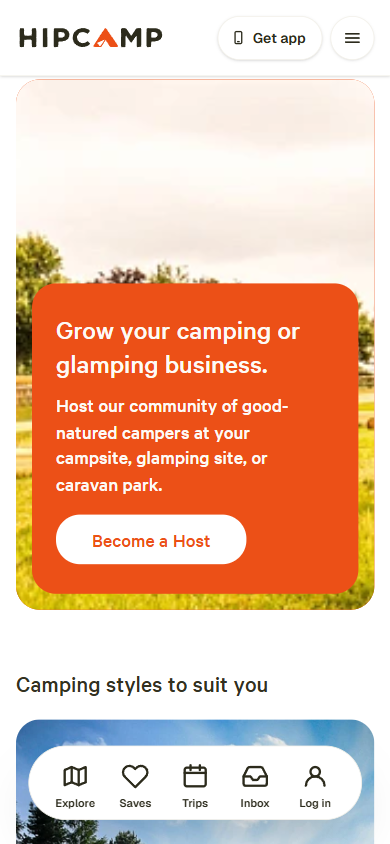 HIPCAMP
Get app
Grow your camping or
glamping business.
Host our community of good-
natured campers at your
campsite, glamping site, or
caravan park.
Become a Host
Camping styles to suit you
Explore
Saves
Trips
Inbox
Log in